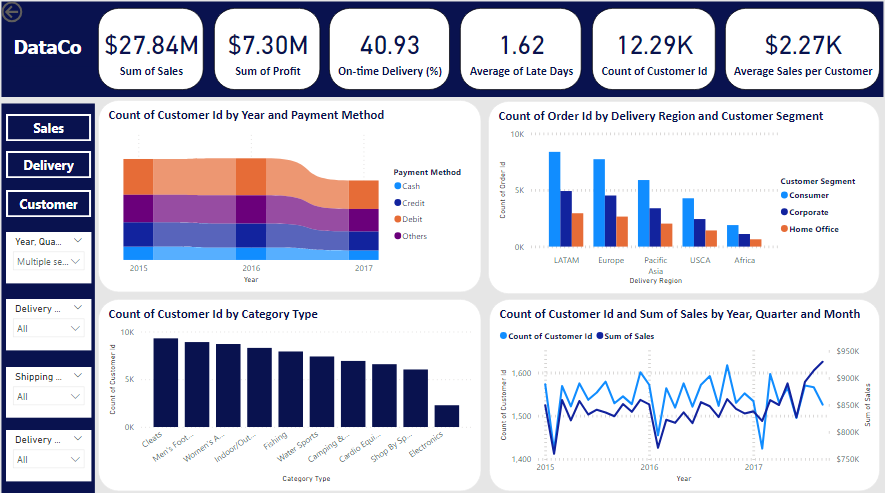 DataCo
$27.84M
Sum of Sales
$7.30M
Sum of Profit
40.93
On-time Delivery (%)
1.62
Average of Late Days
12.29K
Count of Customer Id
$2.27K
Average Sales per Customer
Sales
Delivery
Customer
Year, Qua...
Multiple se...
Delivery ...
All
Shipping ...
All
Delivery ...
All
Count of Customer Id by Year and Payment Method
2015
2016
2017
Year
Payment Method
Cash
Credit
Debit
Others
Count of Order Id by Delivery Region and Customer Segment
Count of Order Id
10K
5K
0K
LATAM
Europe
Pacific
Asia
USCA
Africa
Delivery Region
Customer Segment
Consumer
Corporate
Home Office
Count of Customer Id by Category Type
Count of Customer Id
10K
5K
0K
Cleats
Men's Foot...
Women's A...
Indoor/Out...
Fishing
Water Sports
Camping &...
Cardio Equi...
Shop By Sp...
Electronics
Category Type
Count of Customer Id and Sum of Sales by Year, Quarter and Month
Count of Customer Id
Sum of Sales
Count of Customer Id
1,600
1,500
1,400
$950K
$900K
$850K
$800K
$750K
Sum of Sales
2015
2016
2017
Year